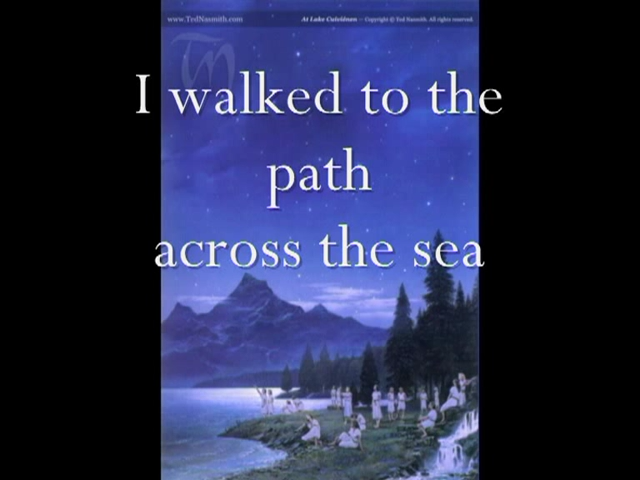 www.TedNasmith.com
At Lake Cuiviénen — Copyright © Ted Nasmith. All rights reserved.
TN
I walked to the
path
across the sea